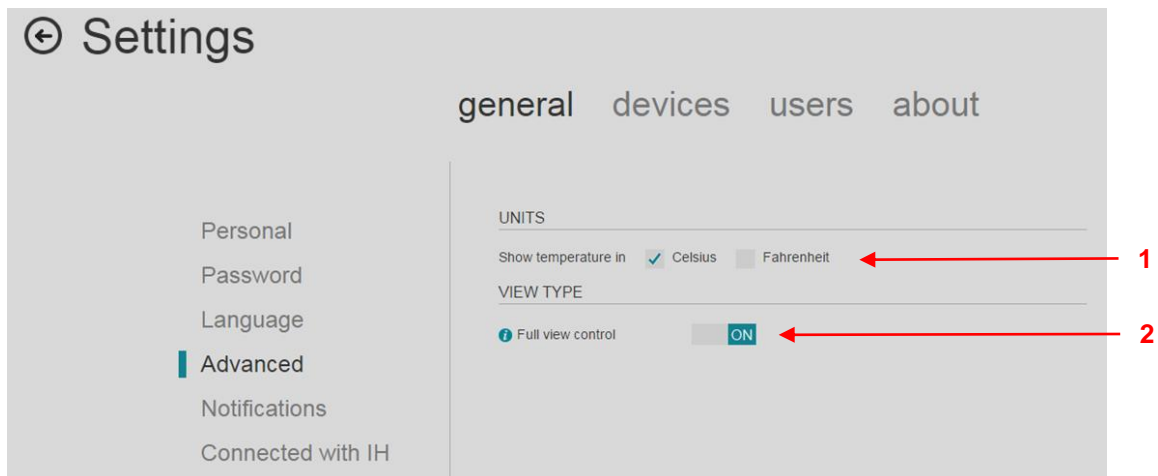 Settings
general devices users about
Personal
Password
Language
Advanced
Notifications
Connected with IH
UNITS
Show temperature in Celsius Fahrenheit 1
VIEW TYPE
i Full view control ON 2